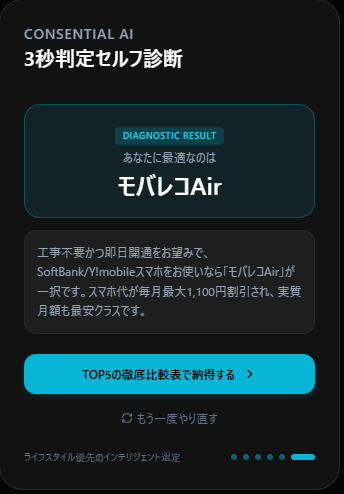 CONSENTIAL AI
3秒判定セルフ診断
DIAGNOSTIC RESULT
あなたに最適なのは
モバレコAir
工事不要かつ即日開通をお望みで、
SoftBank/Y!mobileスマホをお使いなら「モバレコAir」が
一択です。スマホ代が毎月最大1,100円割引され、実質
月額も最安クラスです。
TOP5の徹底比較表で納得する
もう一度やり直す
ライフスタイル優先のインテリジェント選定